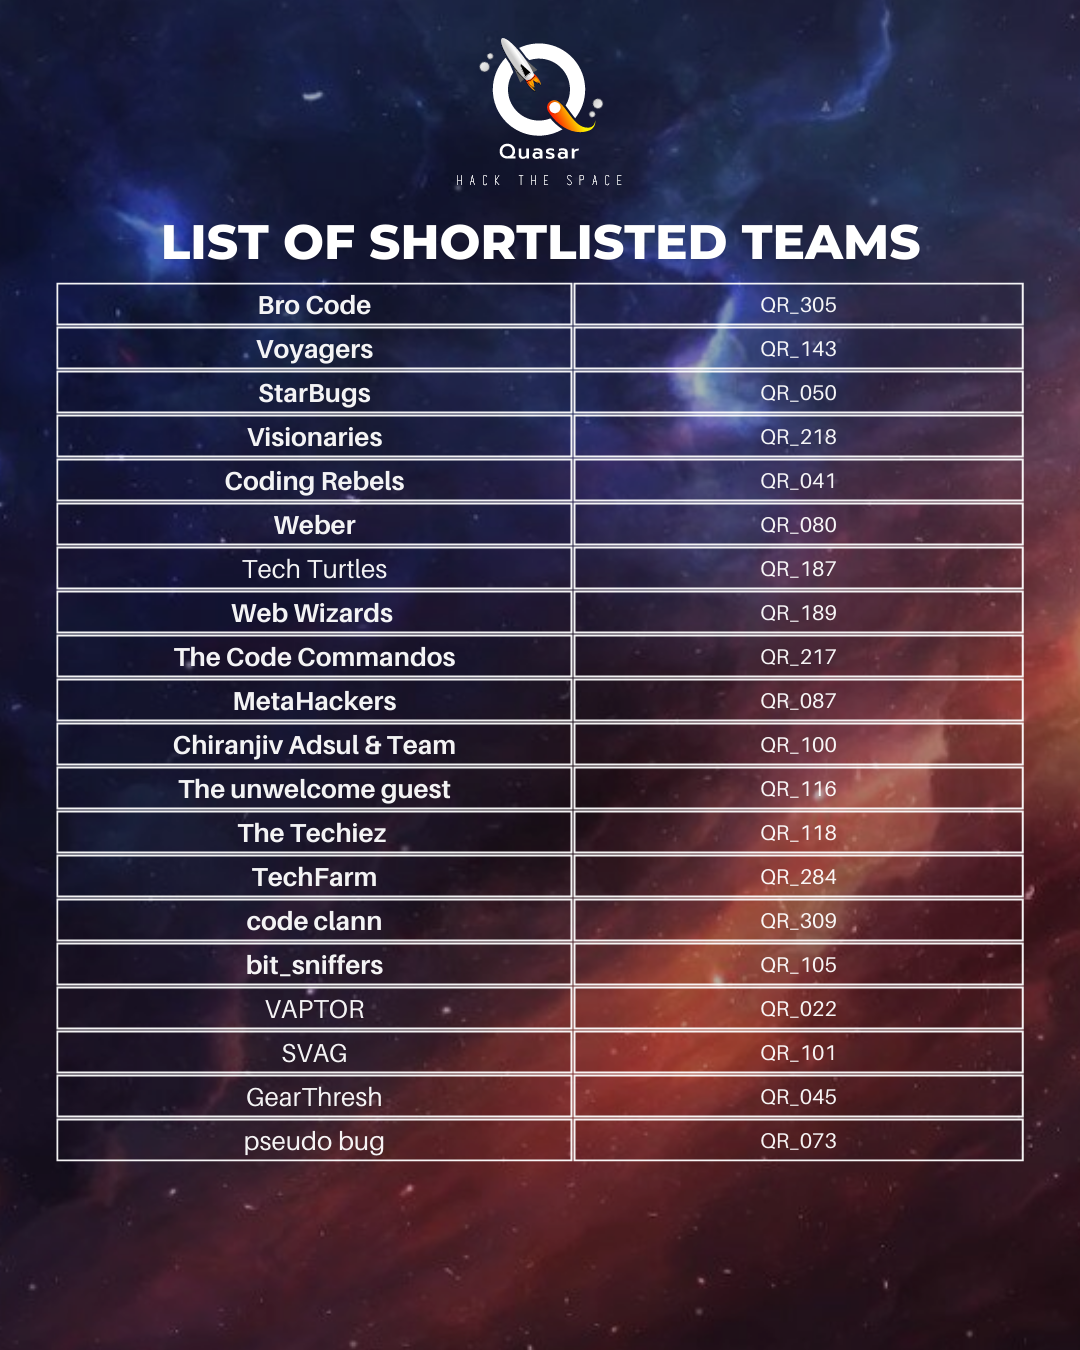 Quasar
HACK THE SPACE
LIST OF SHORTLISTED TEAMS
Bro Code QR_305
Voyagers QR_143
StarBugs QR_050
Visionaries QR_218
Coding Rebels QR_041
Weber QR_080
Tech Turtles QR_187
Web Wizards QR_189
The Code Commandos QR_217
MetaHackers QR_087
Chiranjiv Adsul & Team QR_100
The unwelcome guest QR_116
The Techiez QR_118
TechFarm QR_284
code clann QR_309
bit_sniffers QR_105
VAPTOR QR_022
SVAG QR_101
GearThresh QR_045
pseudo bug QR_073